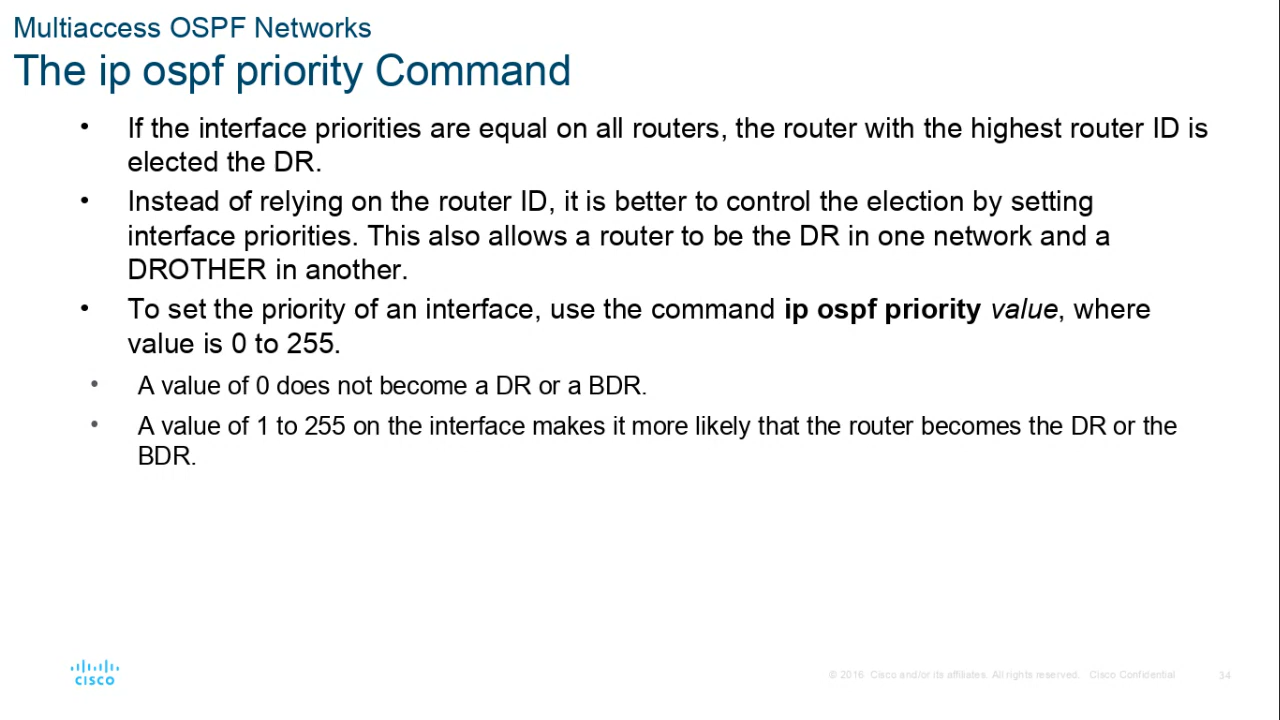 Multiaccess OSPF Networks
The ip ospf priority Command
• If the interface priorities are equal on all routers, the router with the highest router ID is
elected the DR.
• Instead of relying on the router ID, it is better to control the election by setting
interface priorities. This also allows a router to be the DR in one network and a
DROTHER in another.
• To set the priority of an interface, use the command ip ospf priority value, where
value is 0 to 255.
• A value of 0 does not become a DR or a BDR.
• A value of 1 to 255 on the interface makes it more likely that the router becomes the DR or the
BDR.
CISCO
© 2016 Cisco and/or its affiliates. All rights reserved. Cisco Confidential 34